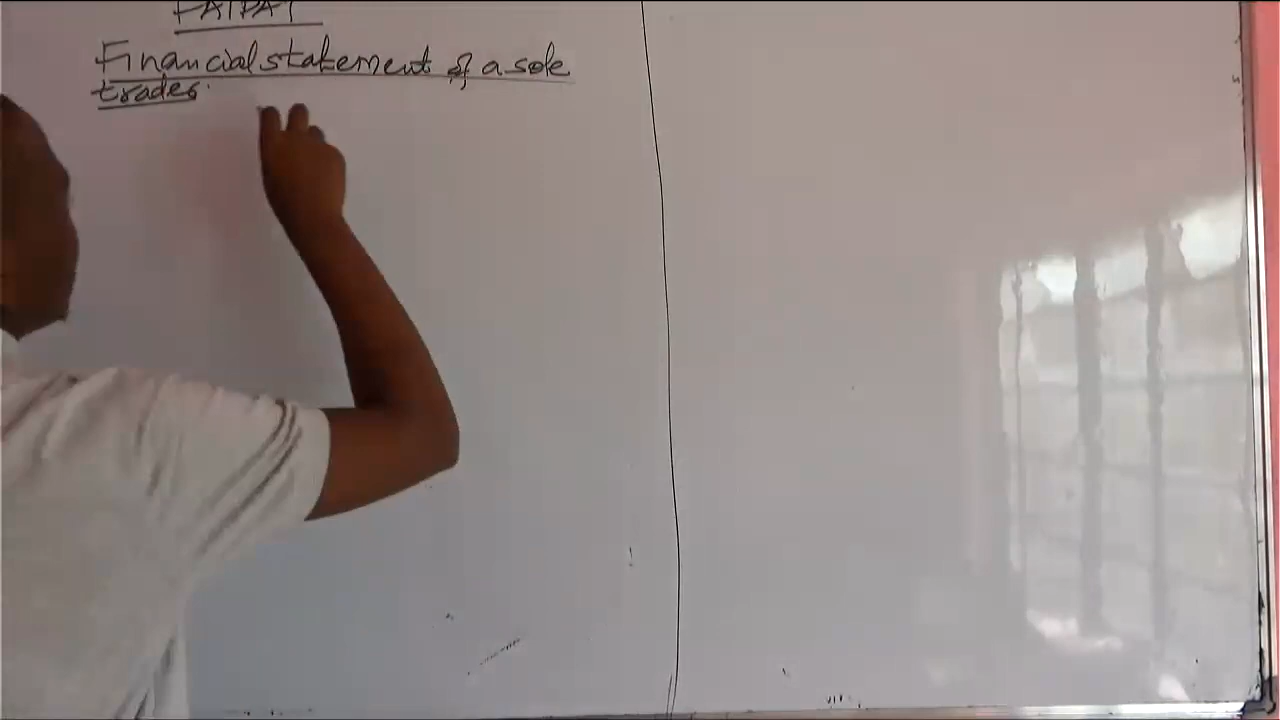 Financial statement of a sole
trader.